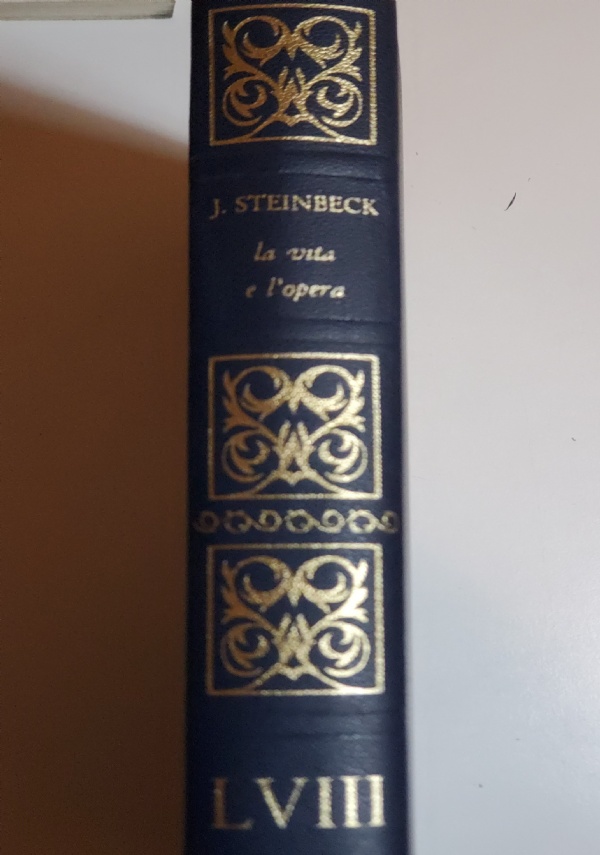 J. STEINBECK
la vita
e l'opera
LVIII